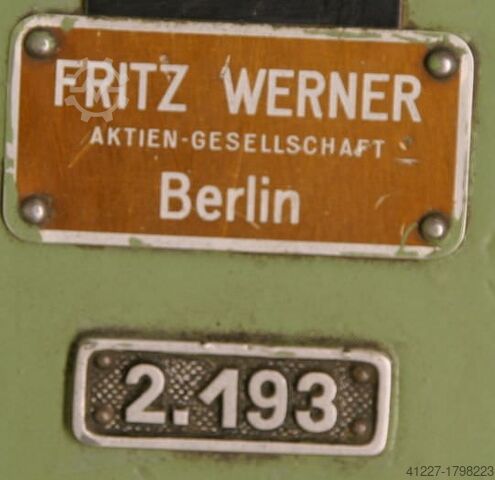 FRITZ WERNER
AKTIEN-GESELLSCHAFT
Berlin
2.193
41227-1798223